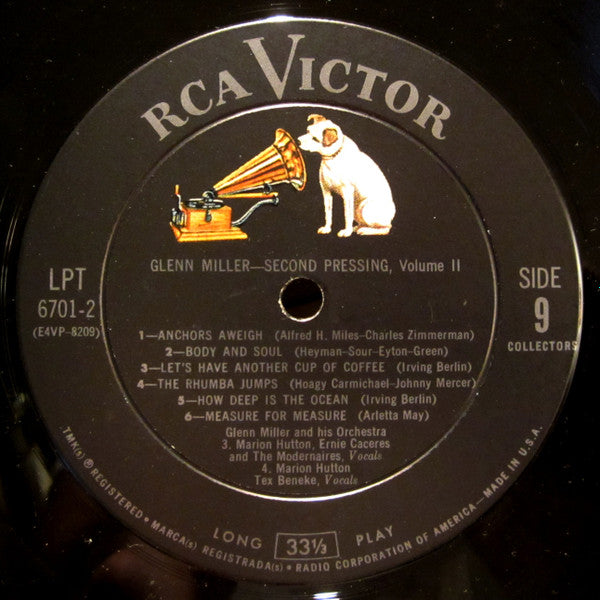 RCA VICTOR
GLENN MILLER—SECOND PRESSING, Volume II
LPT
6701-2
(E4VP-8209)
SIDE
9
COLLECTORS
1—ANCHORS AWEIGH (Alfred H. Miles–Charles Zimmerman)
2—BODY AND SOUL (Heyman–Sour–Eyton–Green)
3—LET'S HAVE ANOTHER CUP OF COFFEE (Irving Berlin)
4—THE RHUMBA JUMPS (Hoagy Carmichael–Johnny Mercer)
5—HOW DEEP IS THE OCEAN (Irving Berlin)
6—MEASURE FOR MEASURE (Arletta May)
Glenn Miller and his Orchestra
3. Marion Hutton, Ernie Caceres
and The Modernaires, Vocals
4. Marion Hutton
Tex Beneke, Vocals
LONG 33⅓ PLAY
TMK(s) ® REGISTERED • MARCA(s) REGISTRADA(s) • RADIO CORPORATION OF AMERICA—MADE IN U.S.A.